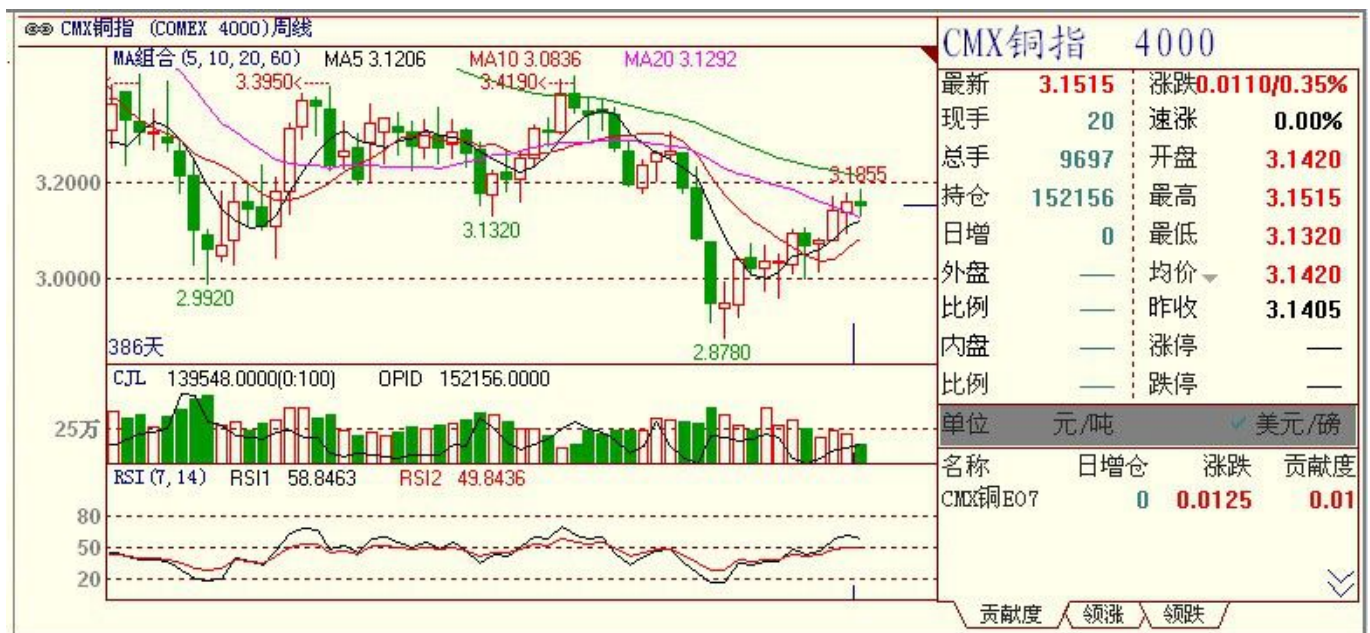 CMX铜指 (COMEX 4000)周线
MA组合(5,10,20,60) MA5 3.1206 MA10 3.0836 MA20 3.1292
3.3950 3.4190
3.1855
3.2000
3.1320
3.0000
2.9920
2.8780
386天
CJL 139548.0000(0:100) OPID 152156.0000
25万
RSI(7,14) RSI1 58.8463 RSI2 49.8436
80
50
20
CMX铜指 4000
最新 3.1515 涨跌0.0110/0.35%
现手 20 速涨 0.00%
总手 9697 开盘 3.1420
持仓 152156 最高 3.1515
日增 0 最低 3.1320
外盘 — 均价 3.1420
比例 — 昨收 3.1405
内盘 — 涨停 —
比例 — 跌停 —
单位 元/吨 美元/磅
名称 日增仓 涨跌 贡献度
CMX铜E07 0 0.0125 0.01
贡献度 领涨 领跌